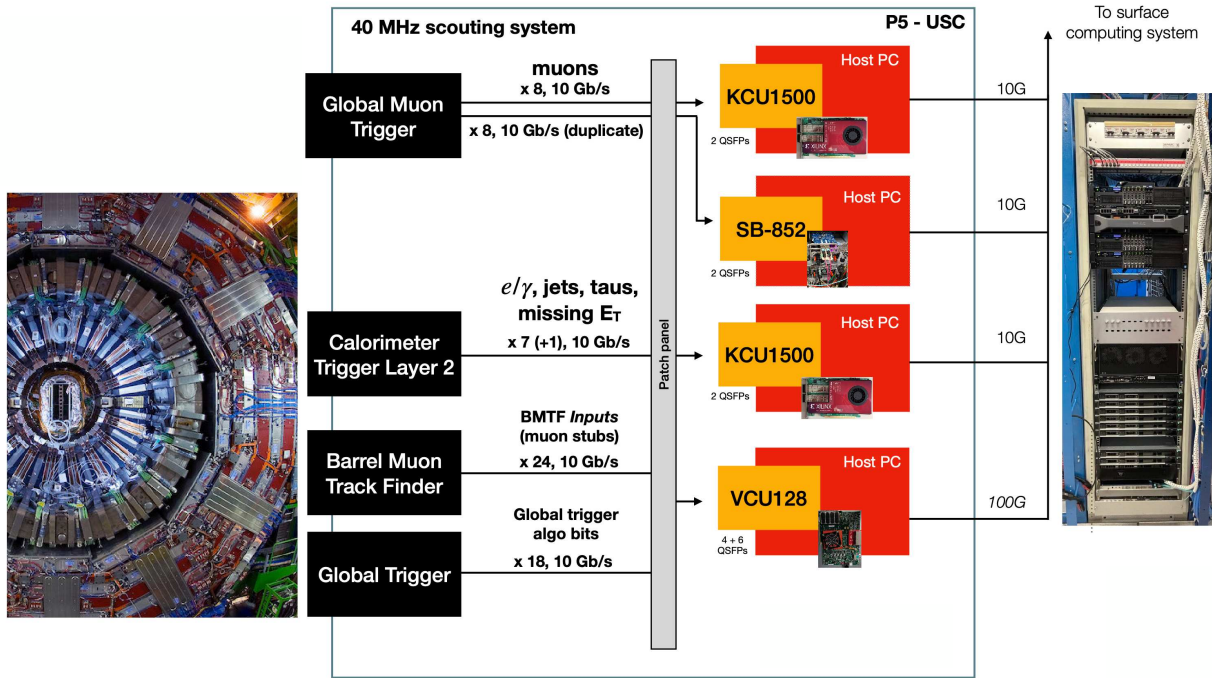 40 MHz scouting system
P5 - USC
To surface
computing system
Global Muon
Trigger
muons
x 8, 10 Gb/s
x 8, 10 Gb/s (duplicate)
Patch panel
Host PC
KCU1500
2 QSFPs
XILINX
10G
Host PC
SB-852
2 QSFPs
10G
Calorimeter
Trigger Layer 2
e/γ, jets, taus,
missing E_T
x 7 (+1), 10 Gb/s
Host PC
KCU1500
2 QSFPs
XILINX
10G
Barrel Muon
Track Finder
BMTF Inputs
(muon stubs)
x 24, 10 Gb/s
Host PC
VCU128
4 + 6
QSFPs
100G
Global Trigger
Global trigger
algo bits
x 18, 10 Gb/s